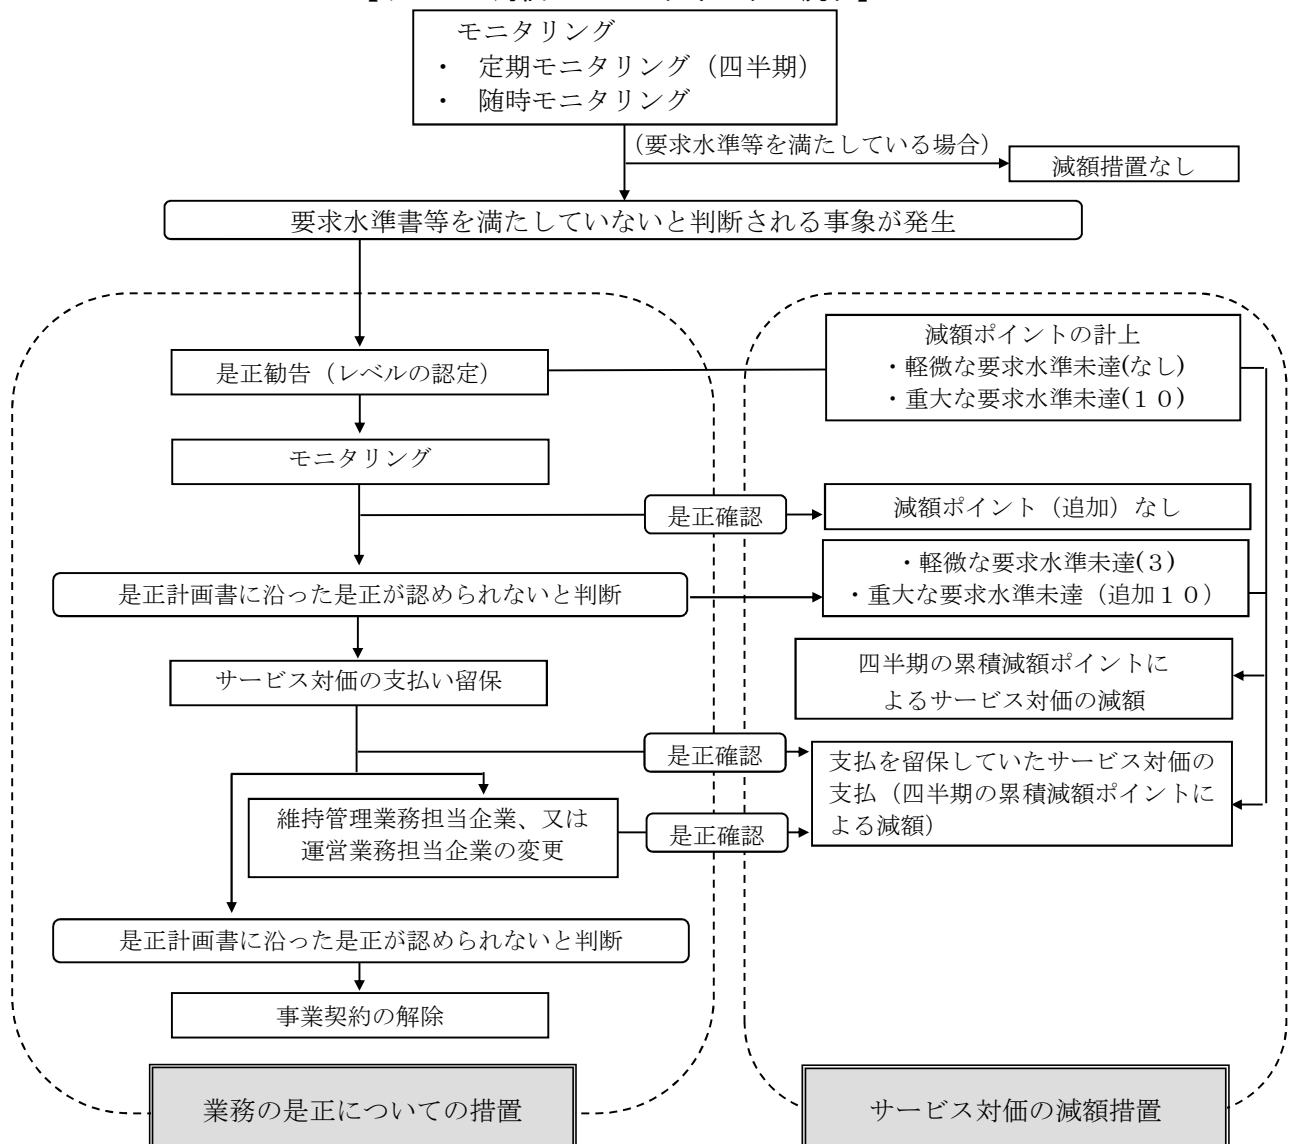 モニタリング
・ 定期モニタリング（四半期）
・ 随時モニタリング
（要求水準等を満たしている場合）
減額措置なし
要求水準書等を満たしていないと判断される事象が発生
是正勧告（レベルの認定）
減額ポイントの計上
・軽微な要求水準未達(なし)
・重大な要求水準未達(１０)
モニタリング
是正確認
減額ポイント（追加）なし
是正計画書に沿った是正が認められないと判断
・軽微な要求水準未達(３)
・重大な要求水準未達（追加１０）
サービス対価の支払い留保
四半期の累積減額ポイントに
よるサービス対価の減額
是正確認
支払を留保していたサービス対価の
支払（四半期の累積減額ポイントに
よる減額）
維持管理業務担当企業、又は
運営業務担当企業の変更
是正確認
是正計画書に沿った是正が認められないと判断
事業契約の解除
業務の是正についての措置
サービス対価の減額措置